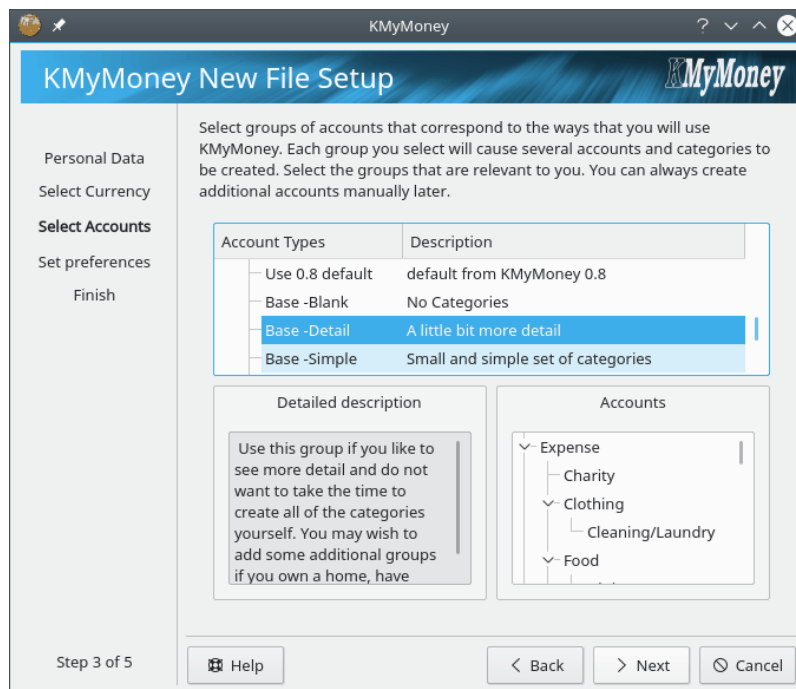 KMyMoney
KMyMoney New File Setup
KMyMoney
Personal Data
Select Currency
Select Accounts
Set preferences
Finish
Select groups of accounts that correspond to the ways that you will use
KMyMoney. Each group you select will cause several accounts and categories to
be created. Select the groups that are relevant to you. You can always create
additional accounts manually later.
Account Types Description
Use 0.8 default default from KMyMoney 0.8
Base -Blank No Categories
Base -Detail A little bit more detail
Base -Simple Small and simple set of categories
Detailed description
Use this group if you like to
see more detail and do not
want to take the time to
create all of the categories
yourself. You may wish to
add some additional groups
if you own a home, have
Accounts
Expense
Charity
Clothing
Cleaning/Laundry
Food
Step 3 of 5
Help
Back
Next
Cancel